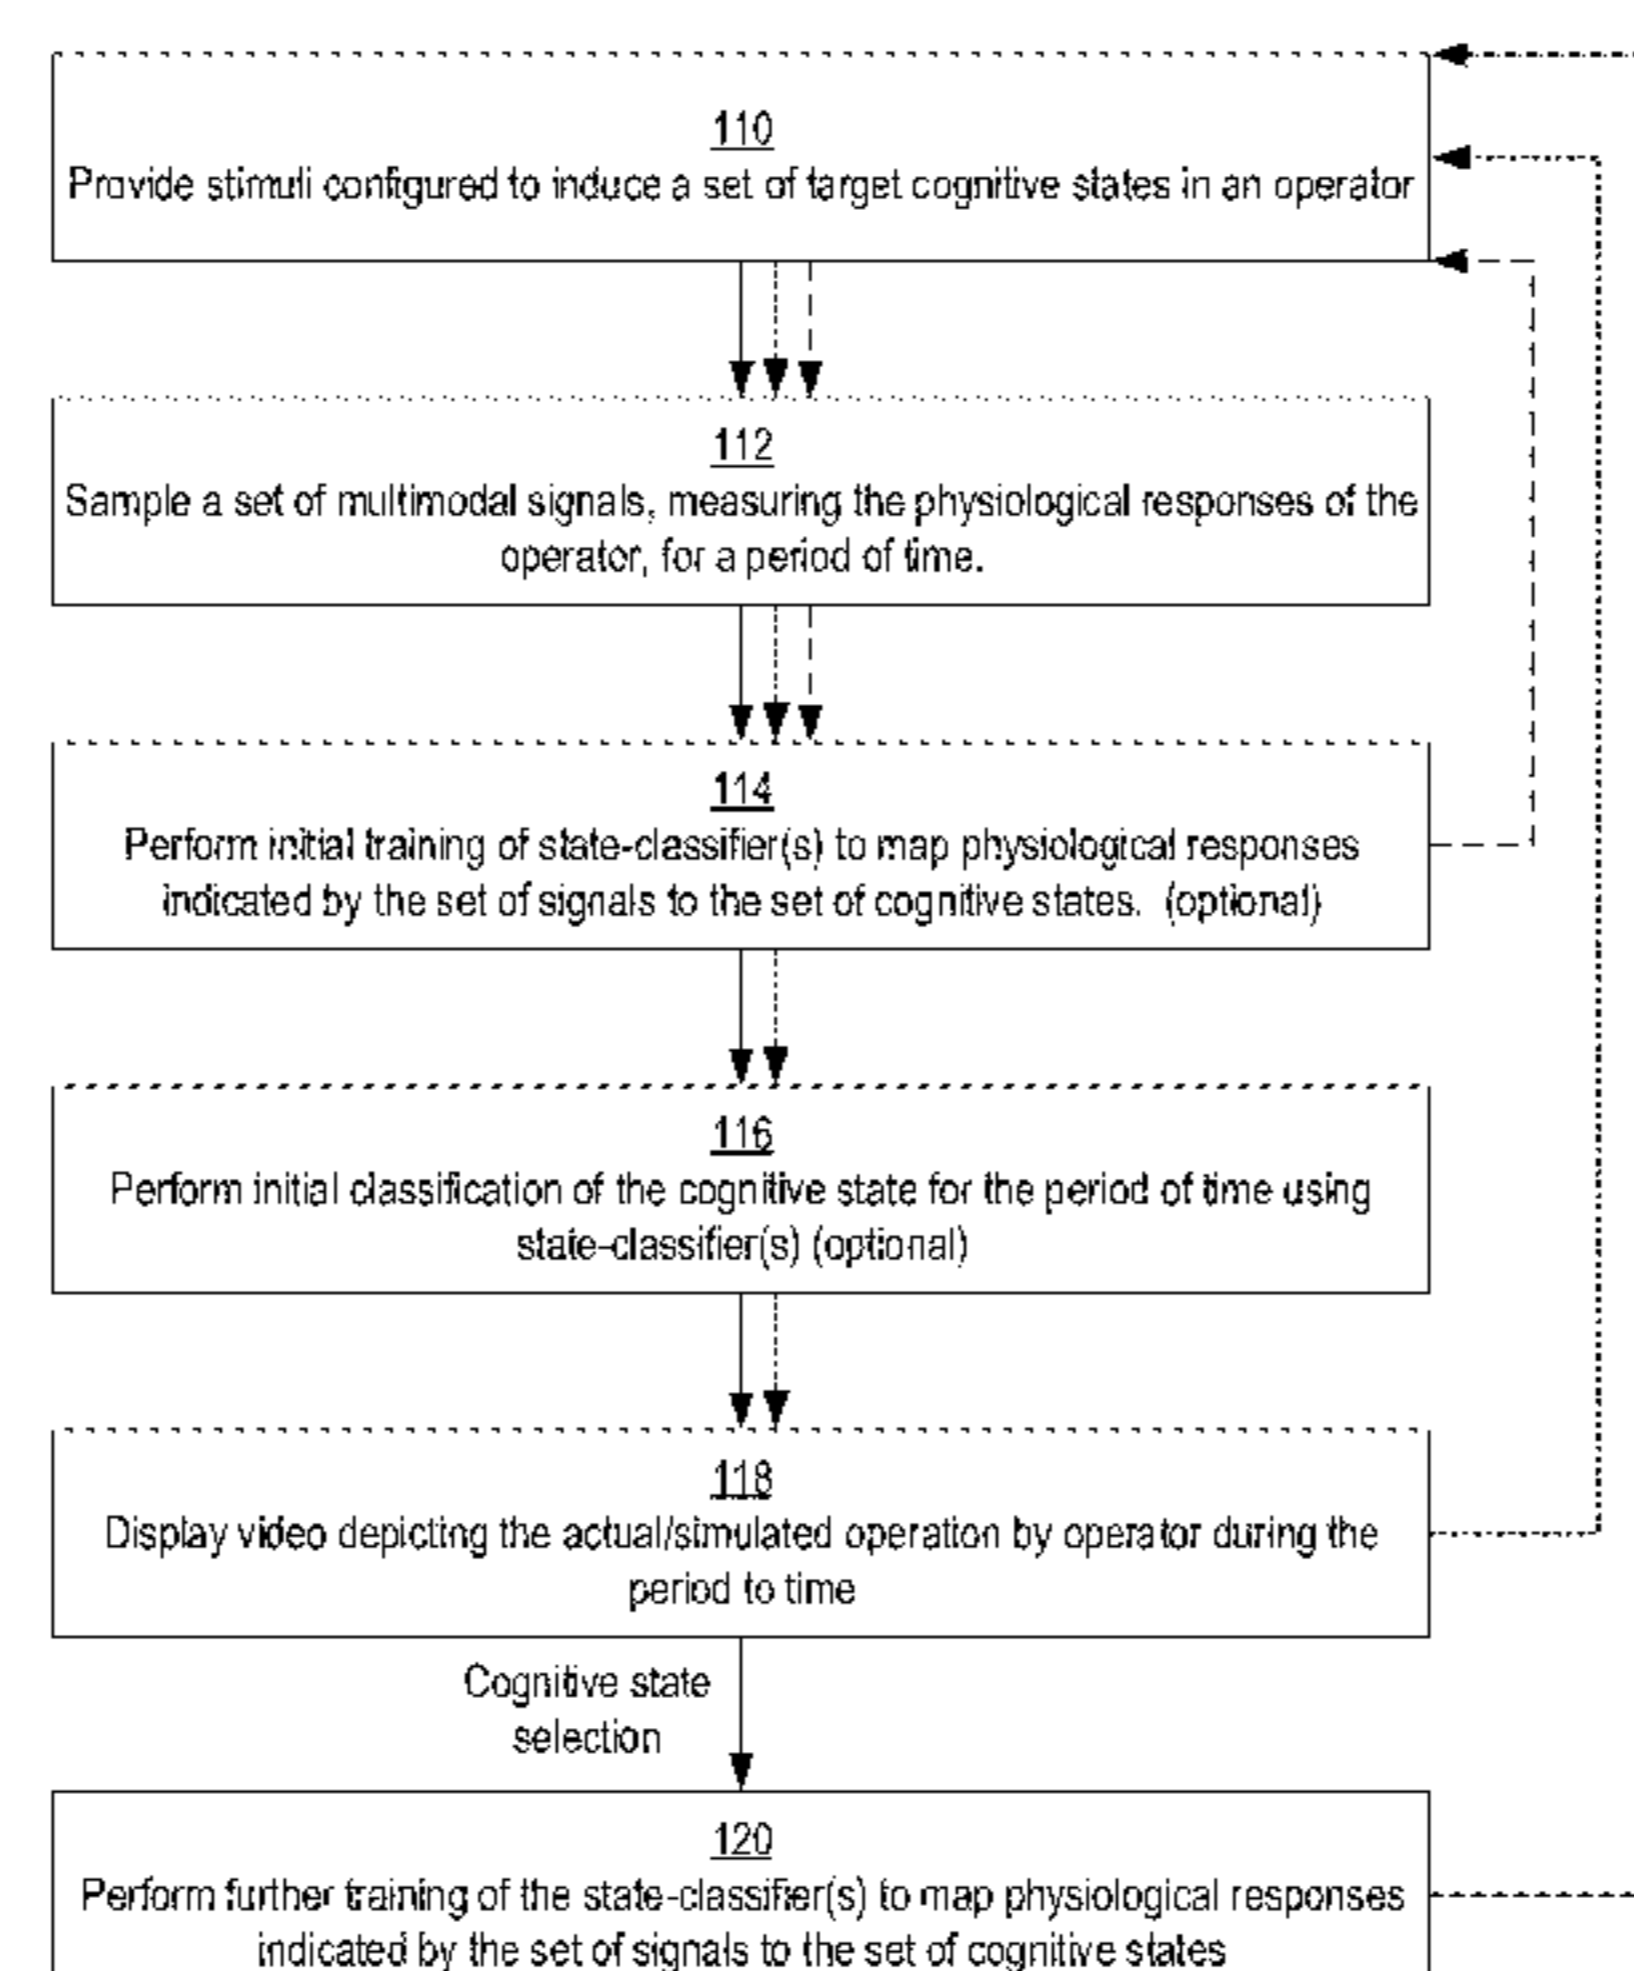 110
Provide stimuli configured to induce a set of target cognitive states in an operator
112
Sample a set of multimodal signals, measuring the physiological responses of the
operator, for a period of time.
114
Perform initial training of state-classifier(s) to map physiological responses
indicated by the set of signals to the set of cognitive states. (optional)
116
Perform initial classification of the cognitive state for the period of time using
state-classifier(s) (optional)
118
Display video depicting the actual/simulated operation by operator during the
period to time
Cognitive state
selection
120
Perform further training of the state-classifier(s) to map physiological responses
indicated by the set of signals to the set of cognitive states